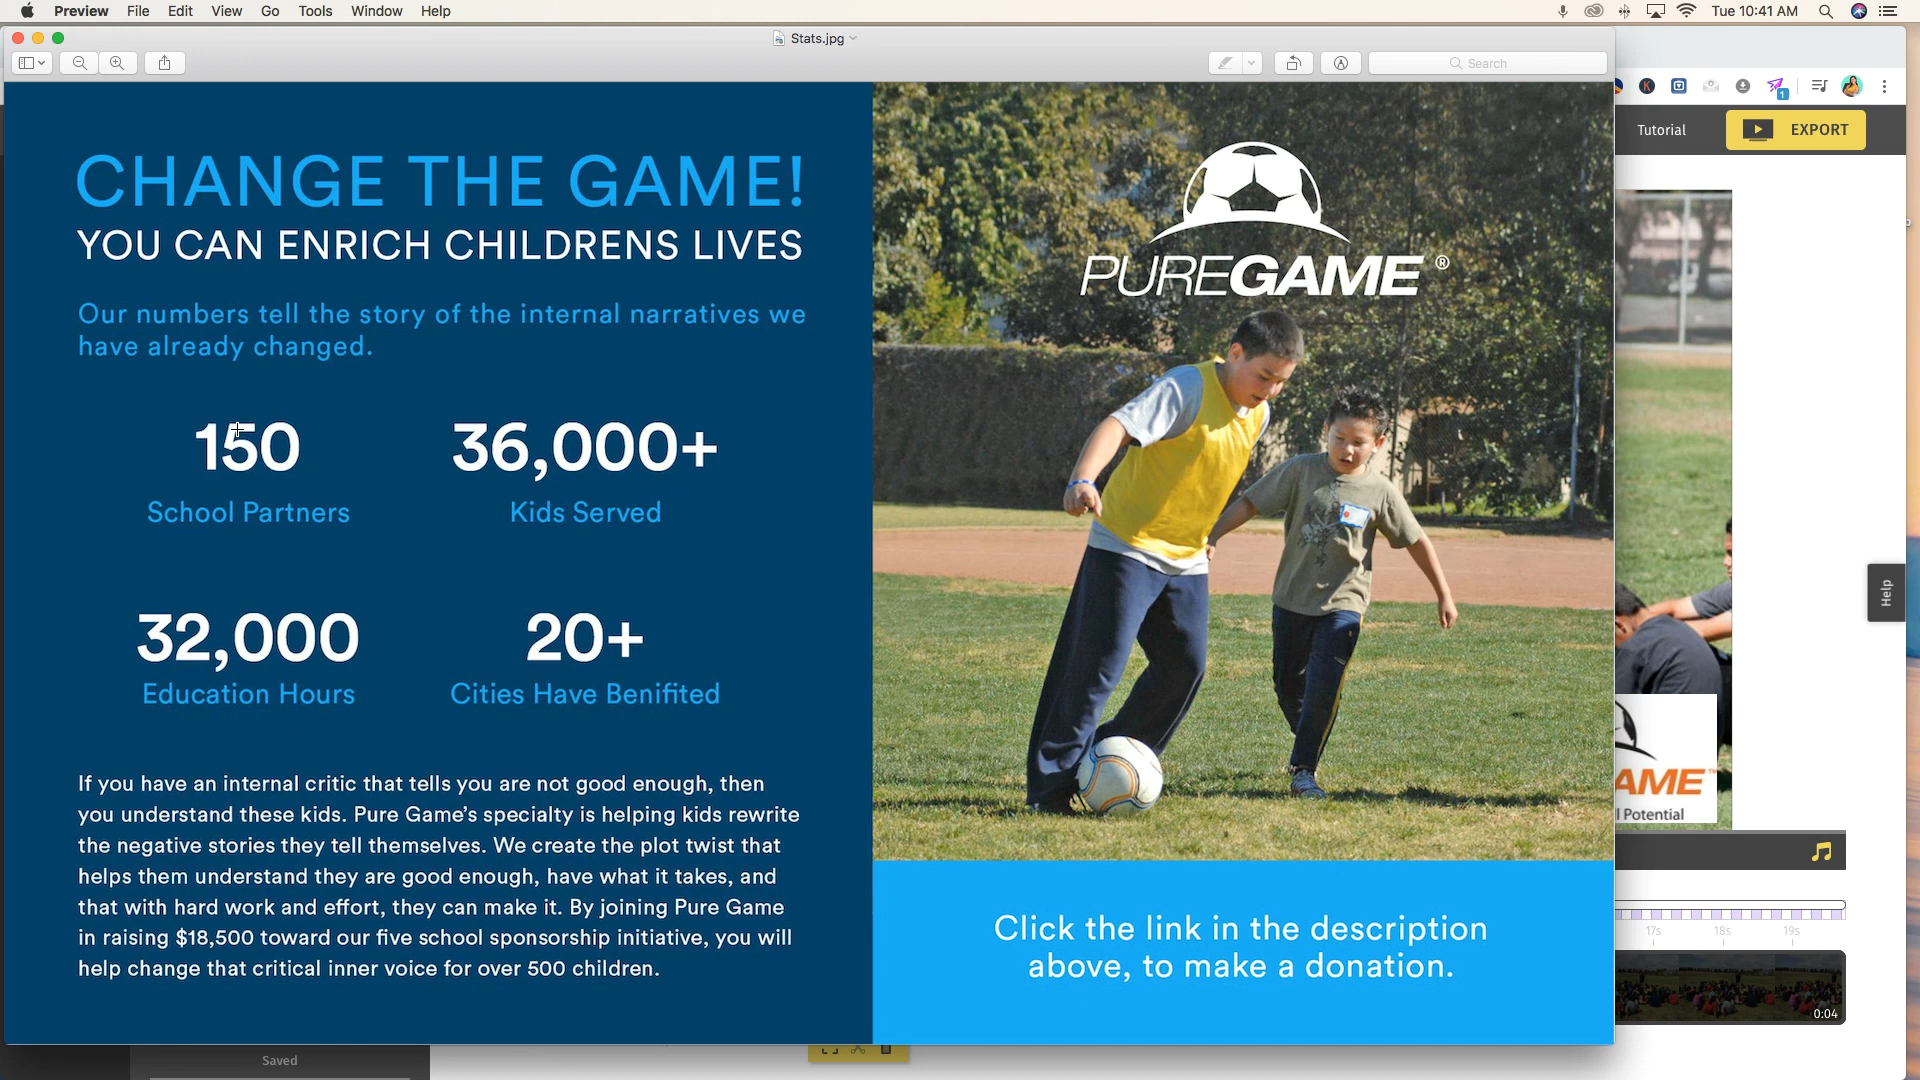 Preview File Edit View Go Tools Window Help
Tue 10:41 AM
Stats.jpg
Search
K
1
Tutorial
EXPORT
CHANGE THE GAME!
YOU CAN ENRICH CHILDRENS LIVES
Our numbers tell the story of the internal narratives we
have already changed.
150
School Partners
36,000+
Kids Served
32,000
Education Hours
20+
Cities Have Benifited
If you have an internal critic that tells you are not good enough, then
you understand these kids. Pure Game’s specialty is helping kids rewrite
the negative stories they tell themselves. We create the plot twist that
helps them understand they are good enough, have what it takes, and
that with hard work and effort, they can make it. By joining Pure Game
in raising $18,500 toward our five school sponsorship initiative, you will
help change that critical inner voice for over 500 children.
PUREGAME ®
Click the link in the description
above, to make a donation.
Help
AME™
l Potential
17s 18s 19s
0:04
Saved